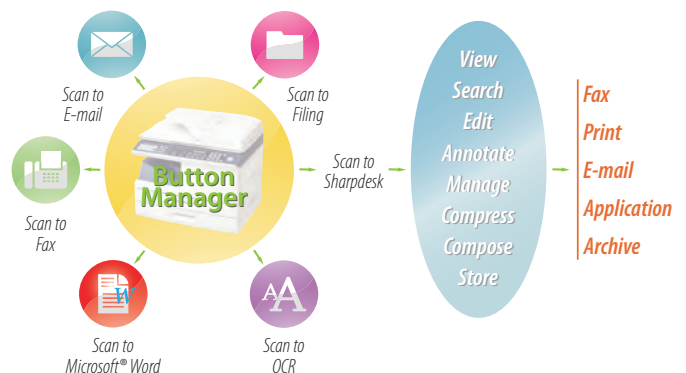 Scan to
E-mail
Scan to
Filing
Scan to
Fax
Button
Manager
Scan to
Sharpdesk
Scan to
Microsoft® Word
Scan to
OCR
W
AA
View
Search
Edit
Annotate
Manage
Compress
Compose
Store
Fax
Print
E-mail
Application
Archive